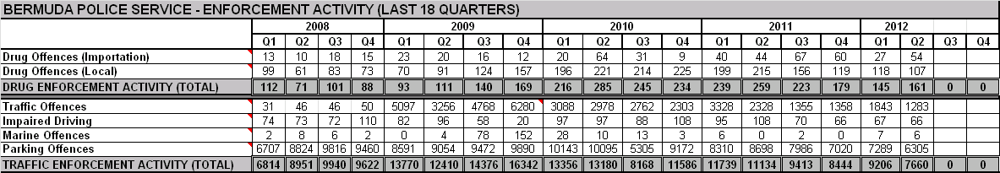 BERMUDA POLICE SERVICE - ENFORCEMENT ACTIVITY (LAST 18 QUARTERS)
2008 2009 2010 2011 2012
Q1 Q2 Q3 Q4 Q1 Q2 Q3 Q4 Q1 Q2 Q3 Q4 Q1 Q2 Q3 Q4 Q1 Q2 Q3 Q4
Drug Offences (Importation) 13 10 18 15 23 20 16 12 20 64 31 9 40 44 67 60 27 54
Drug Offences (Local) 99 61 83 73 70 91 124 157 196 221 214 225 199 215 156 119 118 107
DRUG ENFORCEMENT ACTIVITY (TOTAL) 112 71 101 88 93 111 140 169 216 285 245 234 239 259 223 179 145 161 0 0
Traffic Offences 31 46 46 50 5097 3256 4768 6280 3088 2978 2762 2303 3328 2328 1355 1358 1843 1283
Impaired Driving 74 73 72 110 82 96 58 20 97 97 88 108 95 108 70 66 67 66
Marine Offences 2 8 6 2 0 4 78 152 28 10 13 3 6 0 2 0 7 6
Parking Offences 6707 8824 9816 9460 8591 9054 9472 9890 10143 10095 5305 9172 8310 8698 7986 7020 7289 6305
TRAFFIC ENFORCEMENT ACTIVITY (TOTAL) 6814 8951 9940 9622 13770 12410 14376 16342 13356 13180 8168 11586 11739 11134 9413 8444 9206 7660 0 0